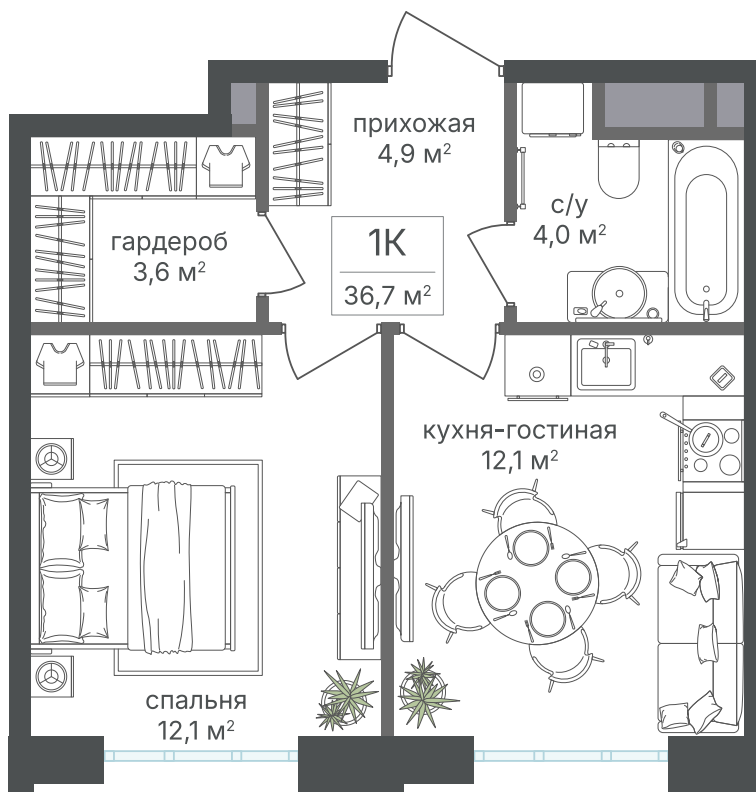 прихожая
4,9 м²
с/у
4,0 м²
гардероб
3,6 м²
1К
36,7 м²
кухня-гостиная
12,1 м²
спальня
12,1 м²